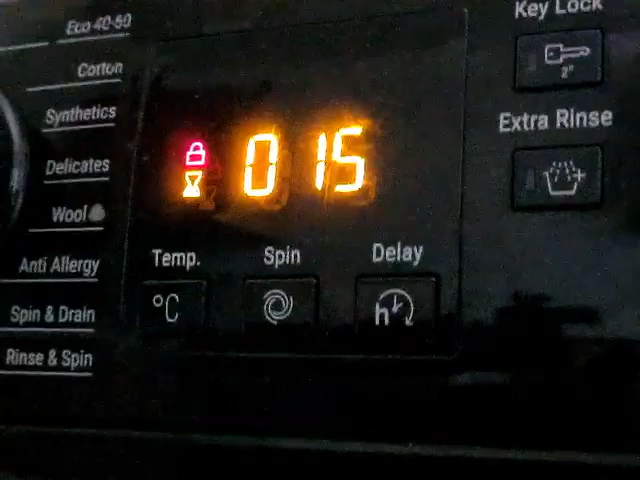 Eco 40-60
Cotton
Synthetics
Delicates
Wool
Anti Allergy
Spin & Drain
Rinse & Spin
015
Temp.
Spin
Delay
°C
h
Key Lock
2"
Extra Rinse
+